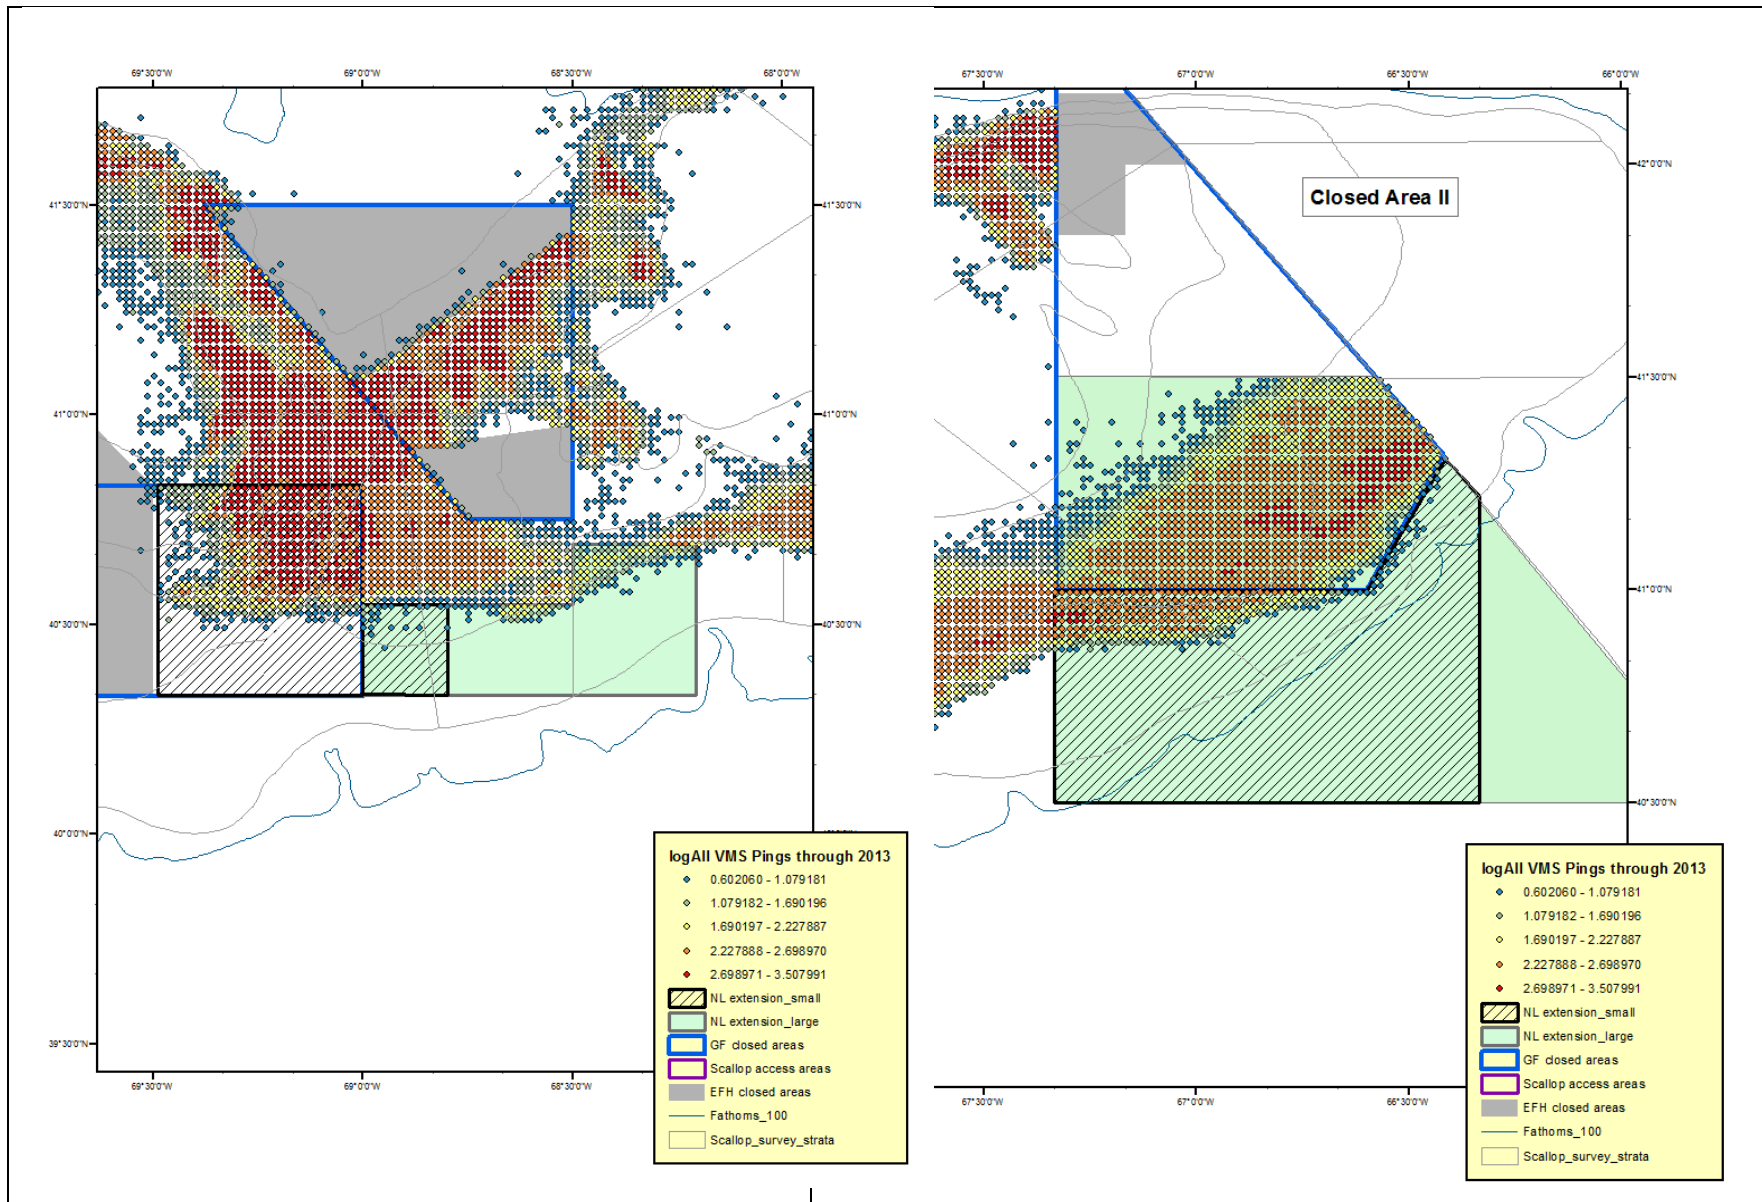 69°30'0"W
69°0'0"W
68°30'0"W
68°0'0"W
41°30'0"N
41°30'0"N
41°0'0"N
41°0'0"N
40°30'0"N
40°30'0"N
40°0'0"N
39°30'0"N
69°30'0"W
69°0'0"W
68°30'0"W
logAll VMS Pings through 2013
0.602060 - 1.079181
1.079182 - 1.690196
1.690197 - 2.227887
2.227888 - 2.698970
2.698971 - 3.507991
NL extension_small
NL extension_large
GF closed areas
Scallop access areas
EFH closed areas
Fathoms_100
Scallop_survey_strata
67°30'0"W
67°0'0"W
66°30'0"W
66°0'0"W
Closed Area II
42°0'0"N
41°30'0"N
41°0'0"N
40°30'0"N
67°30'0"W
67°0'0"W
66°30'0"W
logAll VMS Pings through 2013
0.602060 - 1.079181
1.079182 - 1.690196
1.690197 - 2.227887
2.227888 - 2.698970
2.698971 - 3.507991
NL extension_small
NL extension_large
GF closed areas
Scallop access areas
EFH closed areas
Fathoms_100
Scallop_survey_strata